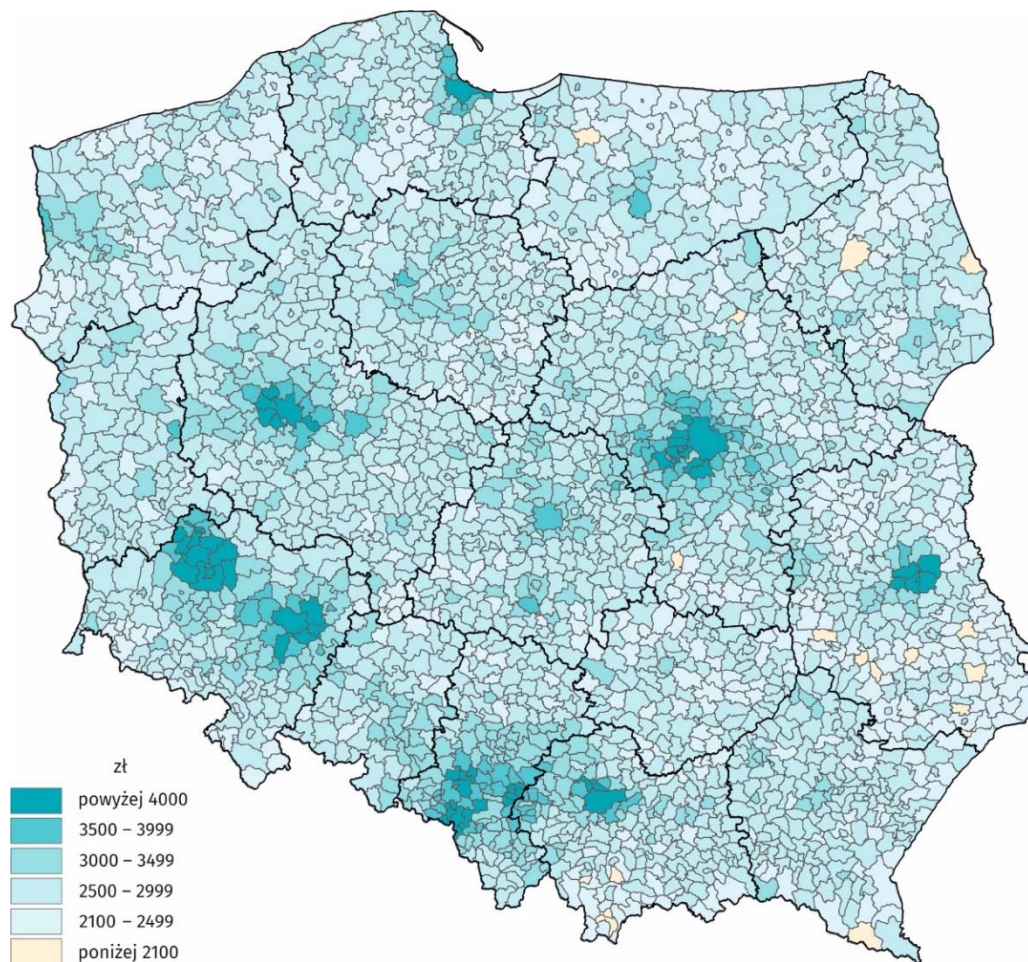 zł
powyżej 4000
3500 – 3999
3000 – 3499
2500 – 2999
2100 – 2499
poniżej 2100